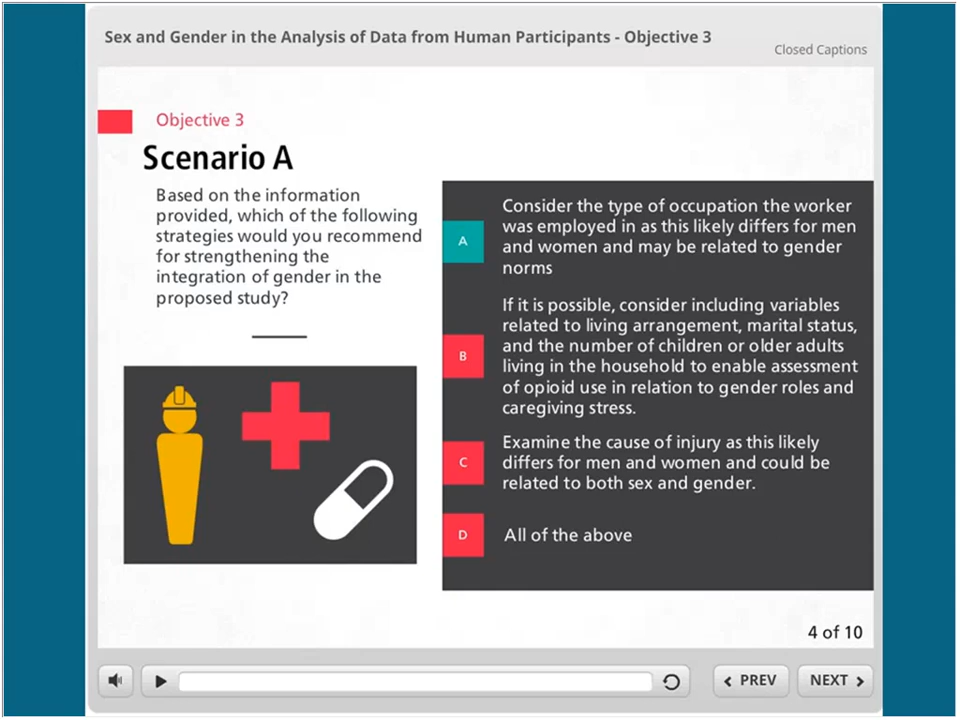 Sex and Gender in the Analysis of Data from Human Participants - Objective 3
Closed Captions
Objective 3
Scenario A
Based on the information
provided, which of the following
strategies would you recommend
for strengthening the
integration of gender in the
proposed study?
A
Consider the type of occupation the worker
was employed in as this likely differs for men
and women and may be related to gender
norms
B
If it is possible, consider including variables
related to living arrangement, marital status,
and the number of children or older adults
living in the household to enable assessment
of opioid use in relation to gender roles and
caregiving stress.
C
Examine the cause of injury as this likely
differs for men and women and could be
related to both sex and gender.
D
All of the above
4 of 10
PREV
NEXT